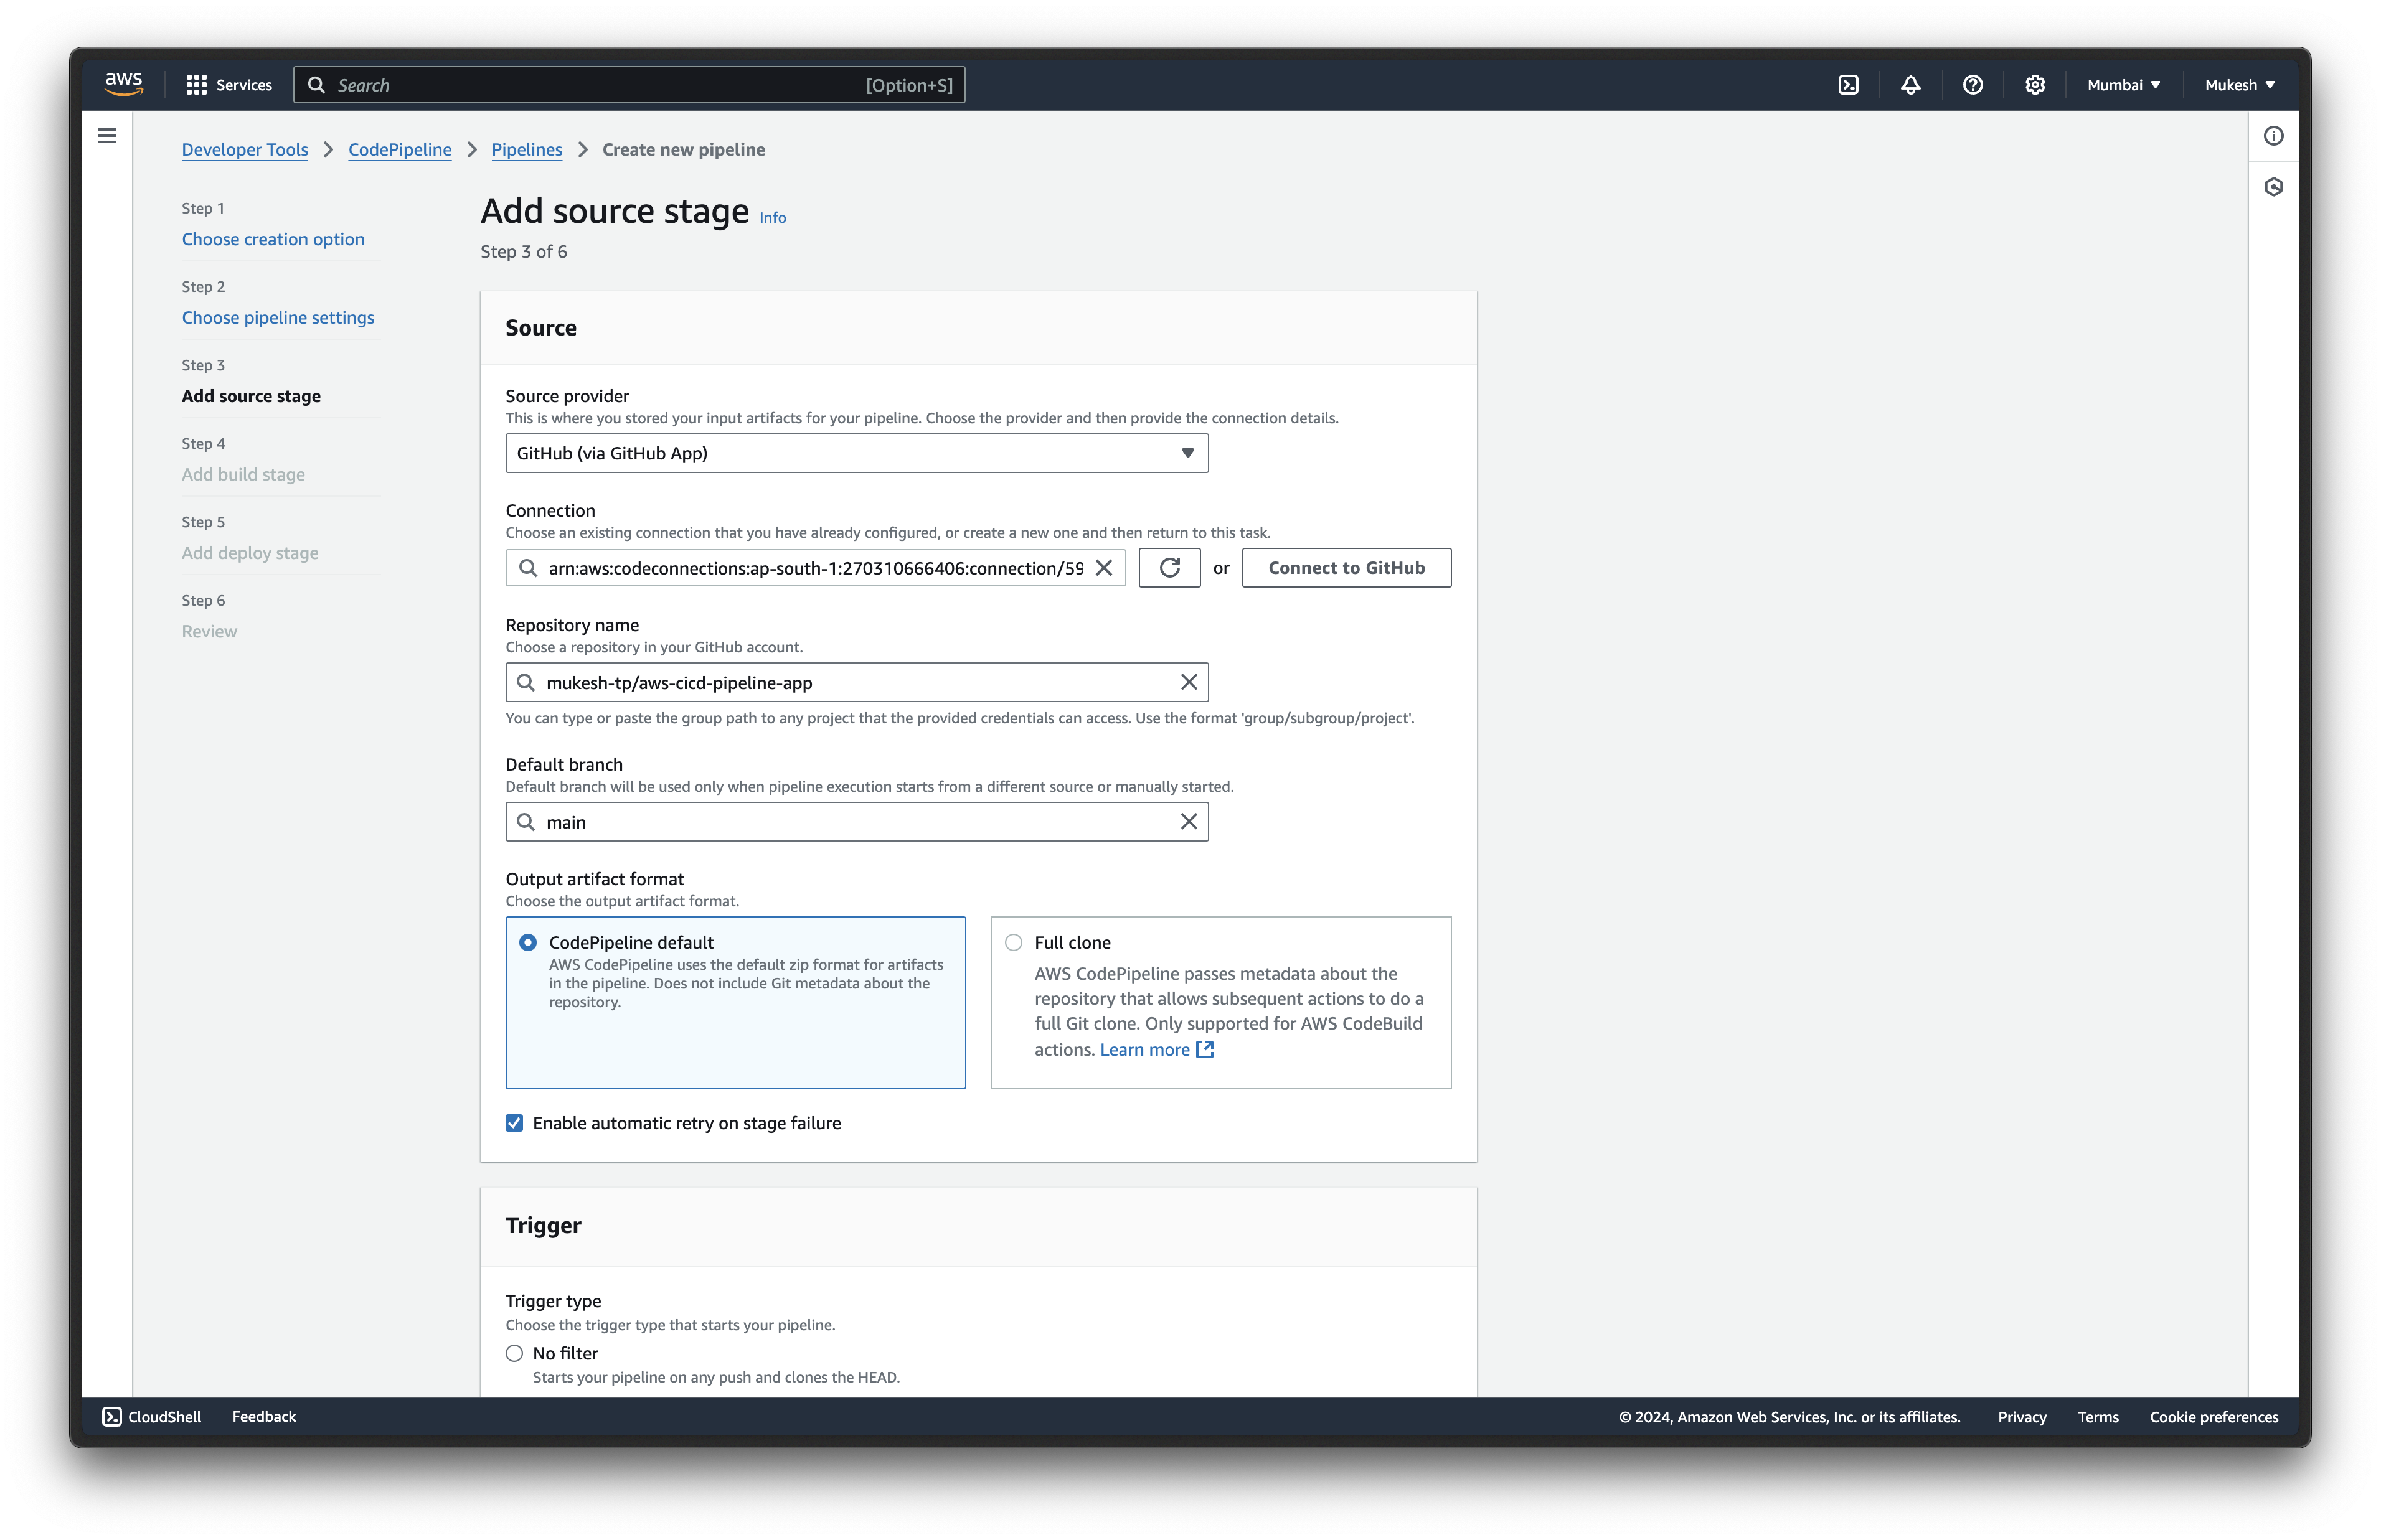 aws
Services
Search
[Option+S]
Mumbai
Mukesh
Developer Tools
CodePipeline
Pipelines
Create new pipeline
Step 1
Choose creation option
Step 2
Choose pipeline settings
Step 3
Add source stage
Step 4
Add build stage
Step 5
Add deploy stage
Step 6
Review
Add source stage Info
Step 3 of 6
Source
Source provider
This is where you stored your input artifacts for your pipeline. Choose the provider and then provide the connection details.
GitHub (via GitHub App)
Connection
Choose an existing connection that you have already configured, or create a new one and then return to this task.
arn:aws:codeconnections:ap-south-1:270310666406:connection/59
or
Connect to GitHub
Repository name
Choose a repository in your GitHub account.
mukesh-tp/aws-cicd-pipeline-app
You can type or paste the group path to any project that the provided credentials can access. Use the format 'group/subgroup/project'.
Default branch
Default branch will be used only when pipeline execution starts from a different source or manually started.
main
Output artifact format
Choose the output artifact format.
CodePipeline default
AWS CodePipeline uses the default zip format for artifacts
in the pipeline. Does not include Git metadata about the
repository.
Full clone
AWS CodePipeline passes metadata about the
repository that allows subsequent actions to do a
full Git clone. Only supported for AWS CodeBuild
actions. Learn more
Enable automatic retry on stage failure
Trigger
Trigger type
Choose the trigger type that starts your pipeline.
No filter
Starts your pipeline on any push and clones the HEAD.
CloudShell
Feedback
© 2024, Amazon Web Services, Inc. or its affiliates.
Privacy
Terms
Cookie preferences